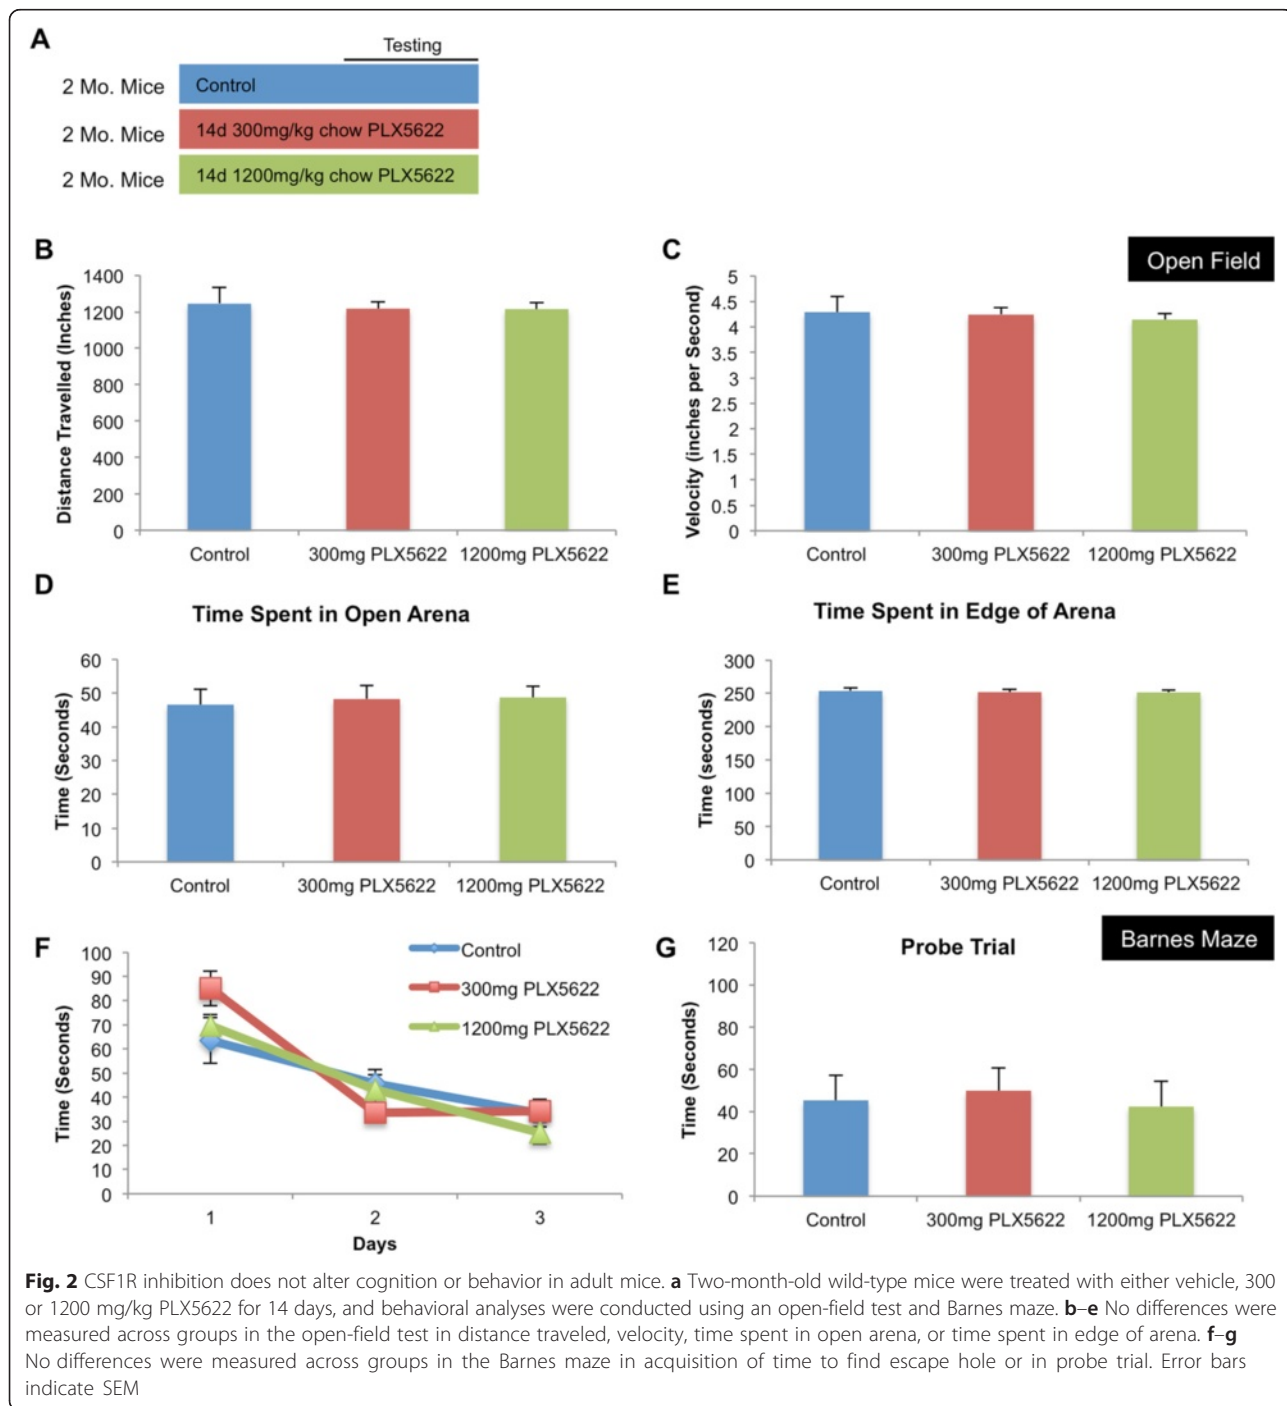 A
Testing
2 Mo. Mice Control
2 Mo. Mice 14d 300mg/kg chow PLX5622
2 Mo. Mice 14d 1200mg/kg chow PLX5622
B
Distance Travelled (Inches)
1400
1200
1000
800
600
400
200
0
Control 300mg PLX5622 1200mg PLX5622
C
Open Field
Velocity (inches per Second)
5
4.5
4
3.5
3
2.5
2
1.5
1
0.5
0
Control 300mg PLX5622 1200mg PLX5622
D
Time Spent in Open Arena
Time (Seconds)
60
50
40
30
20
10
0
Control 300mg PLX5622 1200mg PLX5622
E
Time Spent in Edge of Arena
Time (seconds)
300
250
200
150
100
50
0
Control 300mg PLX5622 1200mg PLX5622
F
Time (Seconds)
100
90
80
70
60
50
40
30
20
10
0
1 2 3
Days
Control
300mg PLX5622
1200mg PLX5622
G
Probe Trial
Barnes Maze
Time (Seconds)
120
100
80
60
40
20
0
Control 300mg PLX5622 1200mg PLX5622
Fig. 2 CSF1R inhibition does not alter cognition or behavior in adult mice. a Two-month-old wild-type mice were treated with either vehicle, 300
or 1200 mg/kg PLX5622 for 14 days, and behavioral analyses were conducted using an open-field test and Barnes maze. b–e No differences were
measured across groups in the open-field test in distance traveled, velocity, time spent in open arena, or time spent in edge of arena. f–g
No differences were measured across groups in the Barnes maze in acquisition of time to find escape hole or in probe trial. Error bars
indicate SEM